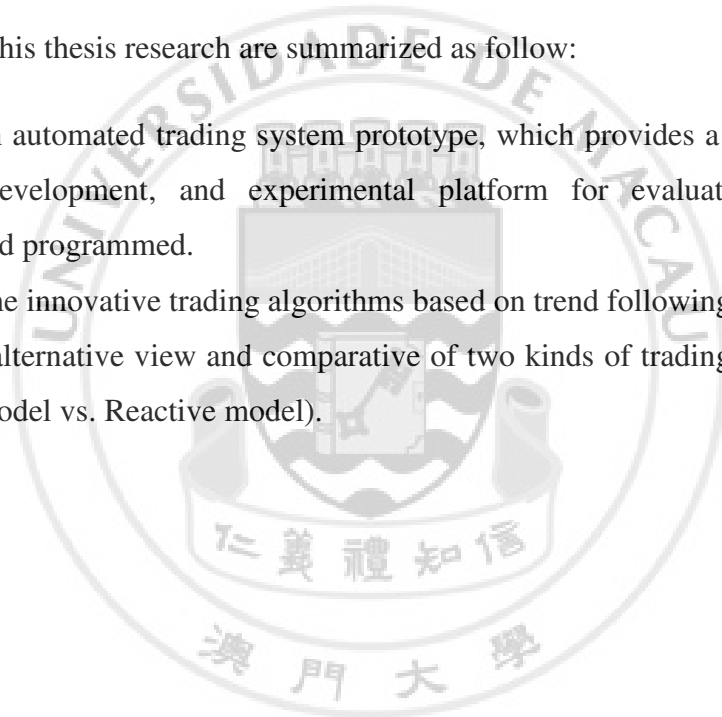 his thesis research are summarized as follow:
automated trading system prototype, which provides a
evelopment, and experimental platform for evaluat
d programmed.
ne innovative trading algorithms based on trend following
alternative view and comparative of two kinds of trading
odel vs. Reactive model).
UNIVERSIDADE DE MACAU
仁義禮知信
澳門大學